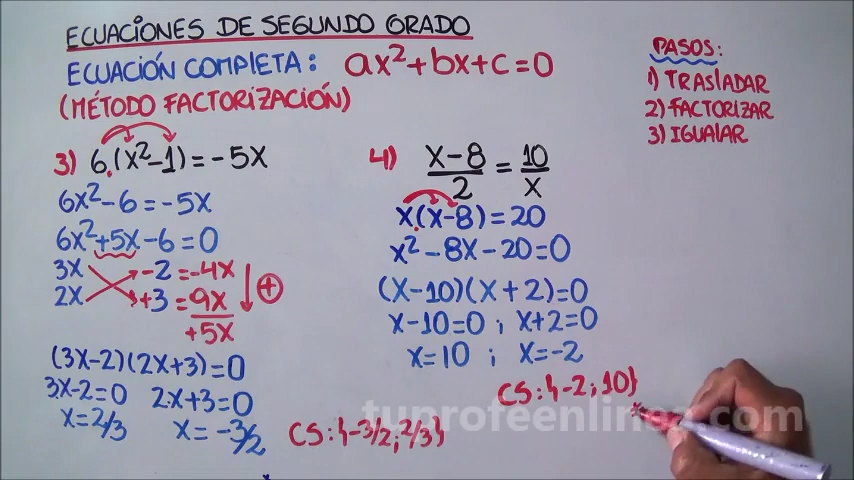 ECUACIONES DE SEGUNDO GRADO
ECUACIÓN COMPLETA: ax²+bx+c=0
(MÉTODO FACTORIZACIÓN)
PASOS:
1) TRASLADAR
2) FACTORIZAR
3) IGUALAR
3) 6.(x²-1)=-5x
6x²-6=-5x
6x²+5x-6=0
3x -2=-4x
2x +3=9x
+5x
(3x-2)(2x+3)=0
3x-2=0 2x+3=0
x=2/3 x=-3/2
CS:{-3/2;2/3}
4) x-8/2 = 10/x
x.(x-8)=20
x²-8x-20=0
(x-10)(x+2)=0
x-10=0 ; x+2=0
x=10 ; x=-2
CS:{-2;10}
tuprofeenlinea.com